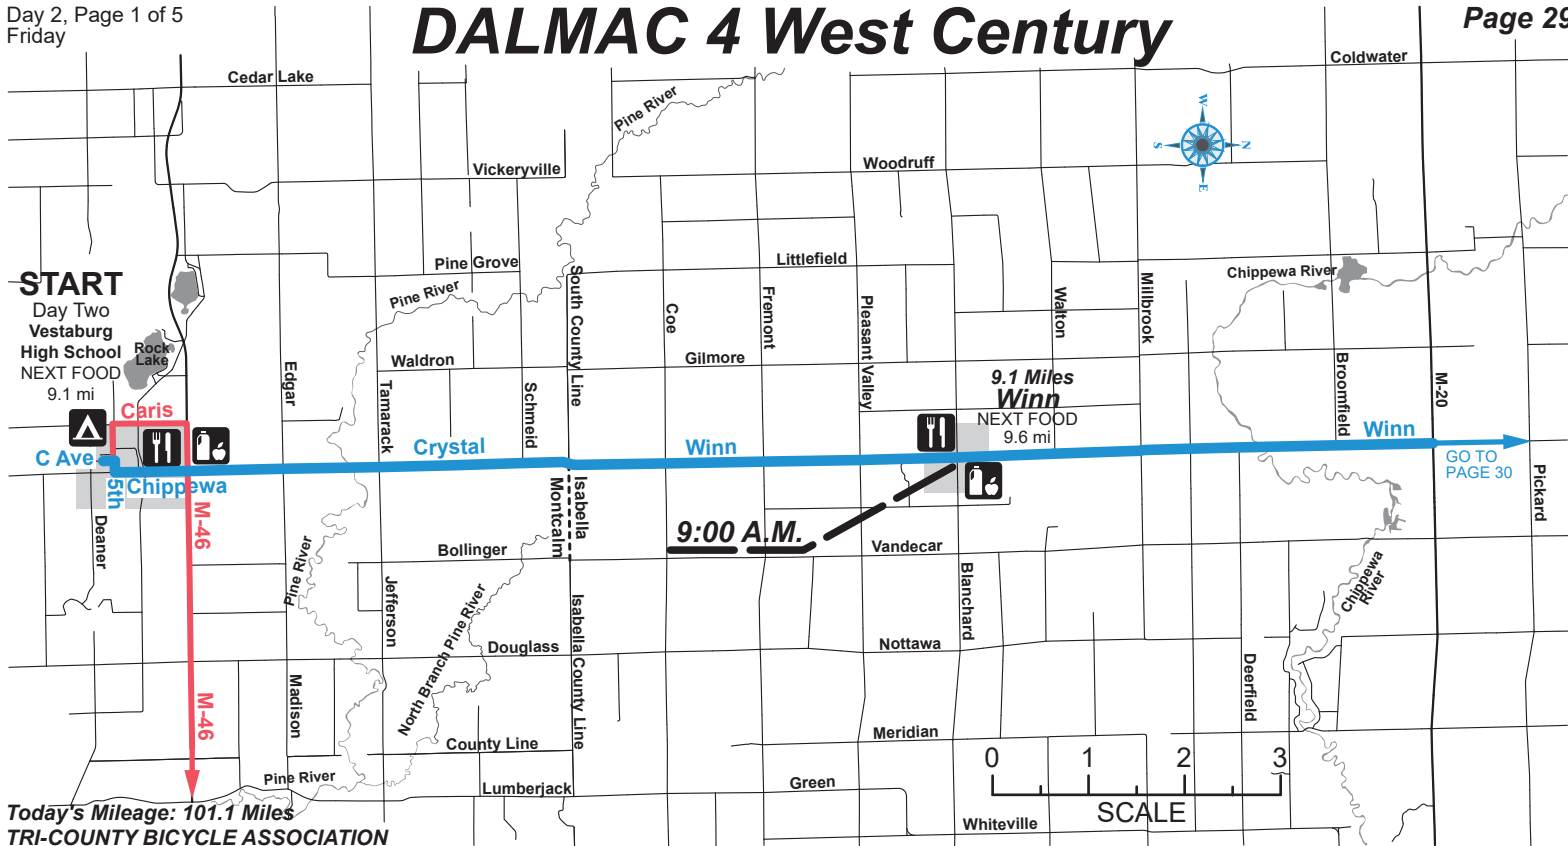 Day 2, Page 1 of 5
Friday
DALMAC 4 West Century
Page 29
Cedar Lake
Coldwater
Pine River
Vickeryville
Woodruff
W
S
N
E
START
Day Two
Vestaburg
High School
NEXT FOOD
9.1 mi
Rock
Lake
Pine Grove
Littlefield
Chippewa River
Pine River
South County Line
Coe
Fremont
Pleasant Valley
Walton
Millbrook
Waldron
Gilmore
Edgar
Tamarack
Schmeid
Broomfield
M-20
9.1 Miles
Winn
NEXT FOOD
9.6 mi
Caris
C Ave
5th
Chippewa
Crystal
Winn
Winn
GO TO
PAGE 30
Pickard
M-46
Deaner
Montcalm
Isabella
9:00 A.M.
Bollinger
Vandecar
Pine River
Jefferson
North Branch Pine River
Isabella County Line
Blanchard
Chippewa
River
Douglass
Nottawa
M-46
Madison
Deerfield
County Line
Meridian
0 1 2 3
SCALE
Pine River
Lumberjack
Green
Whiteville
Today's Mileage: 101.1 Miles
TRI-COUNTY BICYCLE ASSOCIATION